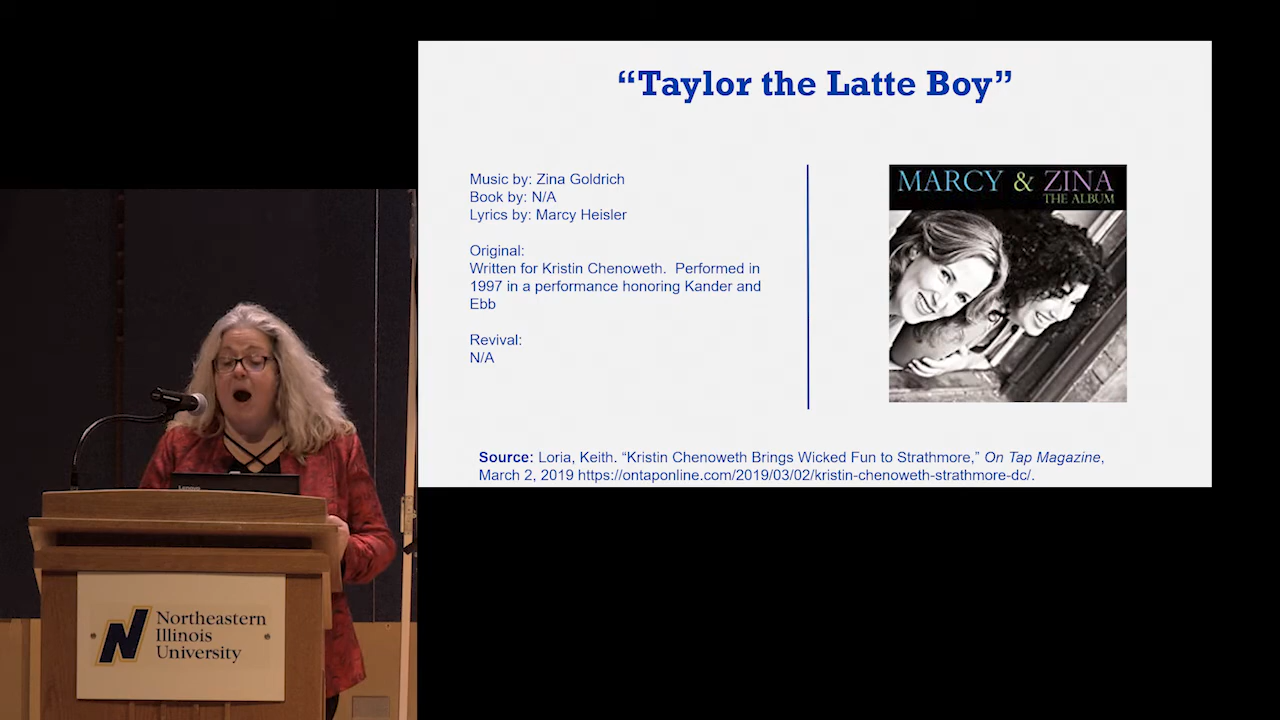 “Taylor the Latte Boy”
Music by: Zina Goldrich
Book by: N/A
Lyrics by: Marcy Heisler
Original:
Written for Kristin Chenoweth.  Performed in
1997 in a performance honoring Kander and
Ebb
Revival:
N/A
MARCY & ZINA
THE ALBUM
Source: Loria, Keith. “Kristin Chenoweth Brings Wicked Fun to Strathmore,” On Tap Magazine,
March 2, 2019 https://ontaponline.com/2019/03/02/kristin-chenoweth-strathmore-dc/.
Lenovo
N
Northeastern
Illinois
University